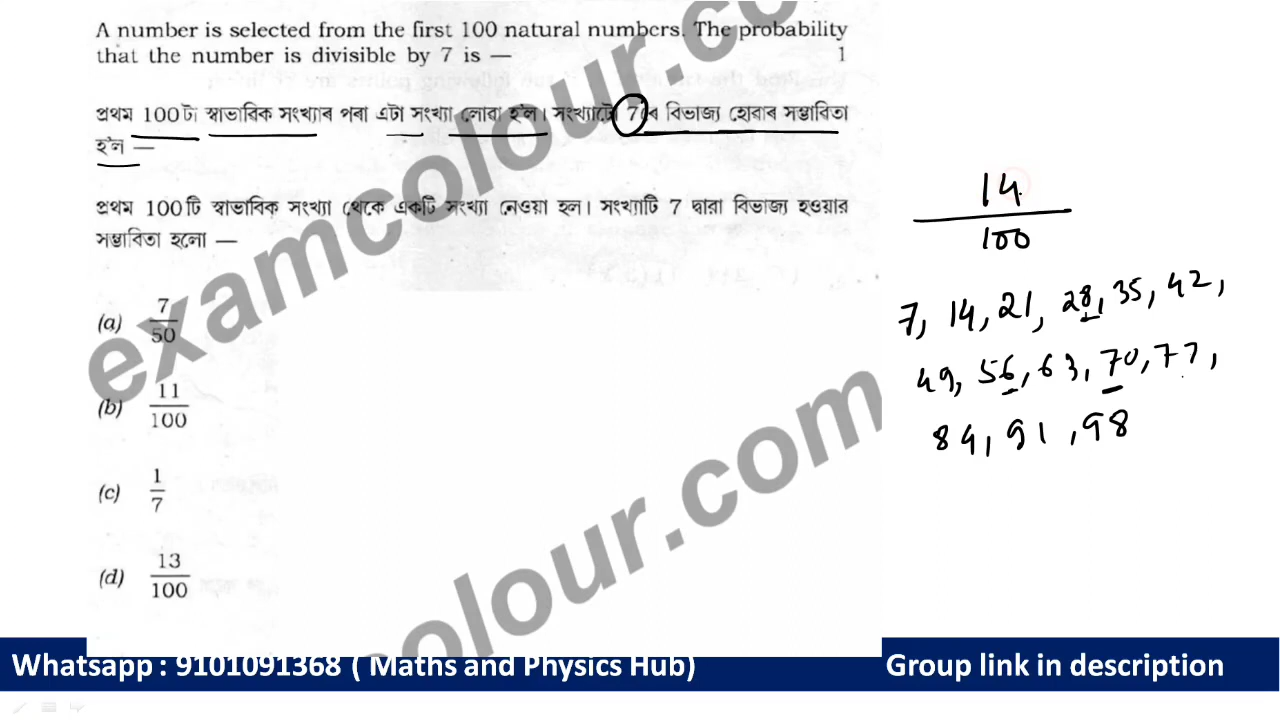 A number is selected from the first 100 natural numbers. The probability
that the number is divisible by 7 is — 1
প্ৰথম 100টা স্বাভাবিক সংখ্যাৰ পৰা এটা সংখ্যা লোৱা হ'ল। সংখ্যাটো 7ৰে বিভাজ্য হোৱাৰ সম্ভাৱিতা
হ'ল —
প্রথম 100টি স্বাভাবিক সংখ্যা থেকে একটি সংখ্যা নেওয়া হল। সংখ্যাটি 7 দ্বারা বিভাজ্য হওয়ার
সম্ভাবিতা হলো —
(a) 7/50
(b) 11/100
(c) 1/7
(d) 13/100
14
100
7, 14, 21, 28, 35, 42,
49, 56, 63, 70, 77,
84, 91, 98
examcolour.com
colour.com
Whatsapp : 9101091368 ( Maths and Physics Hub) Group link in description